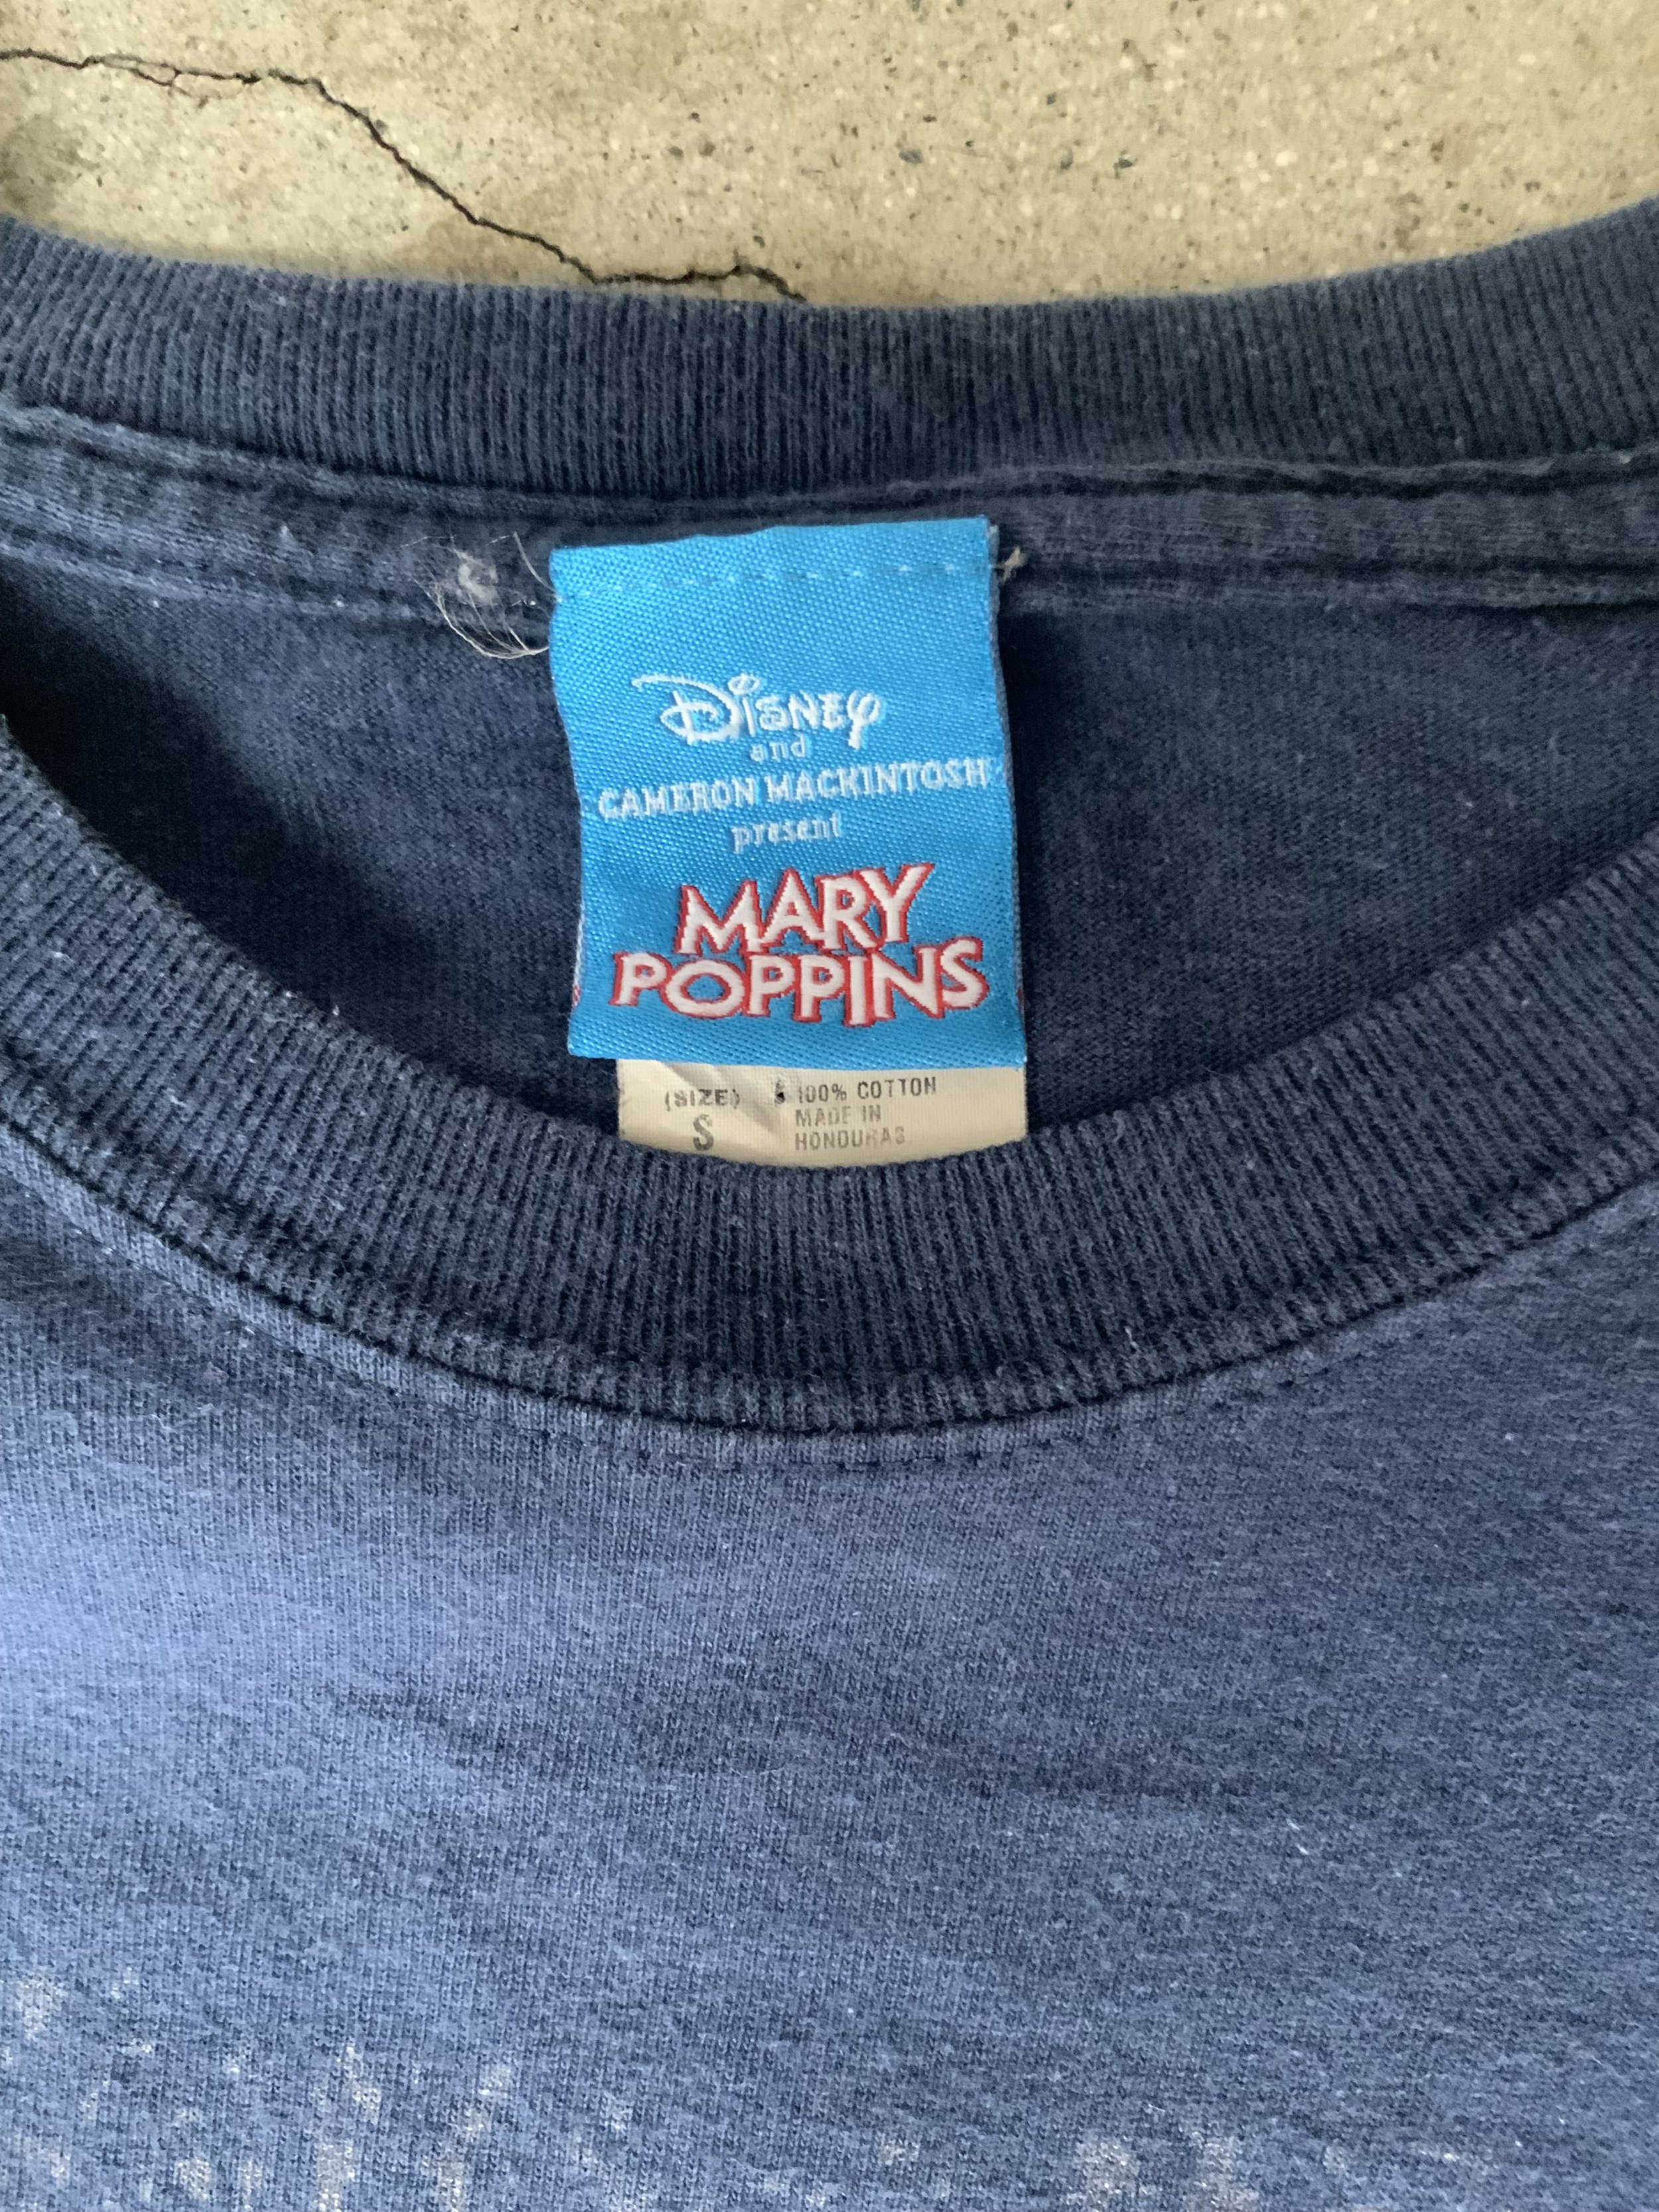 Disney
and
CAMERON MACKINTOSH
present
MARY
POPPINS
(SIZE) S 100% COTTON
S MADE IN
HONDURAS